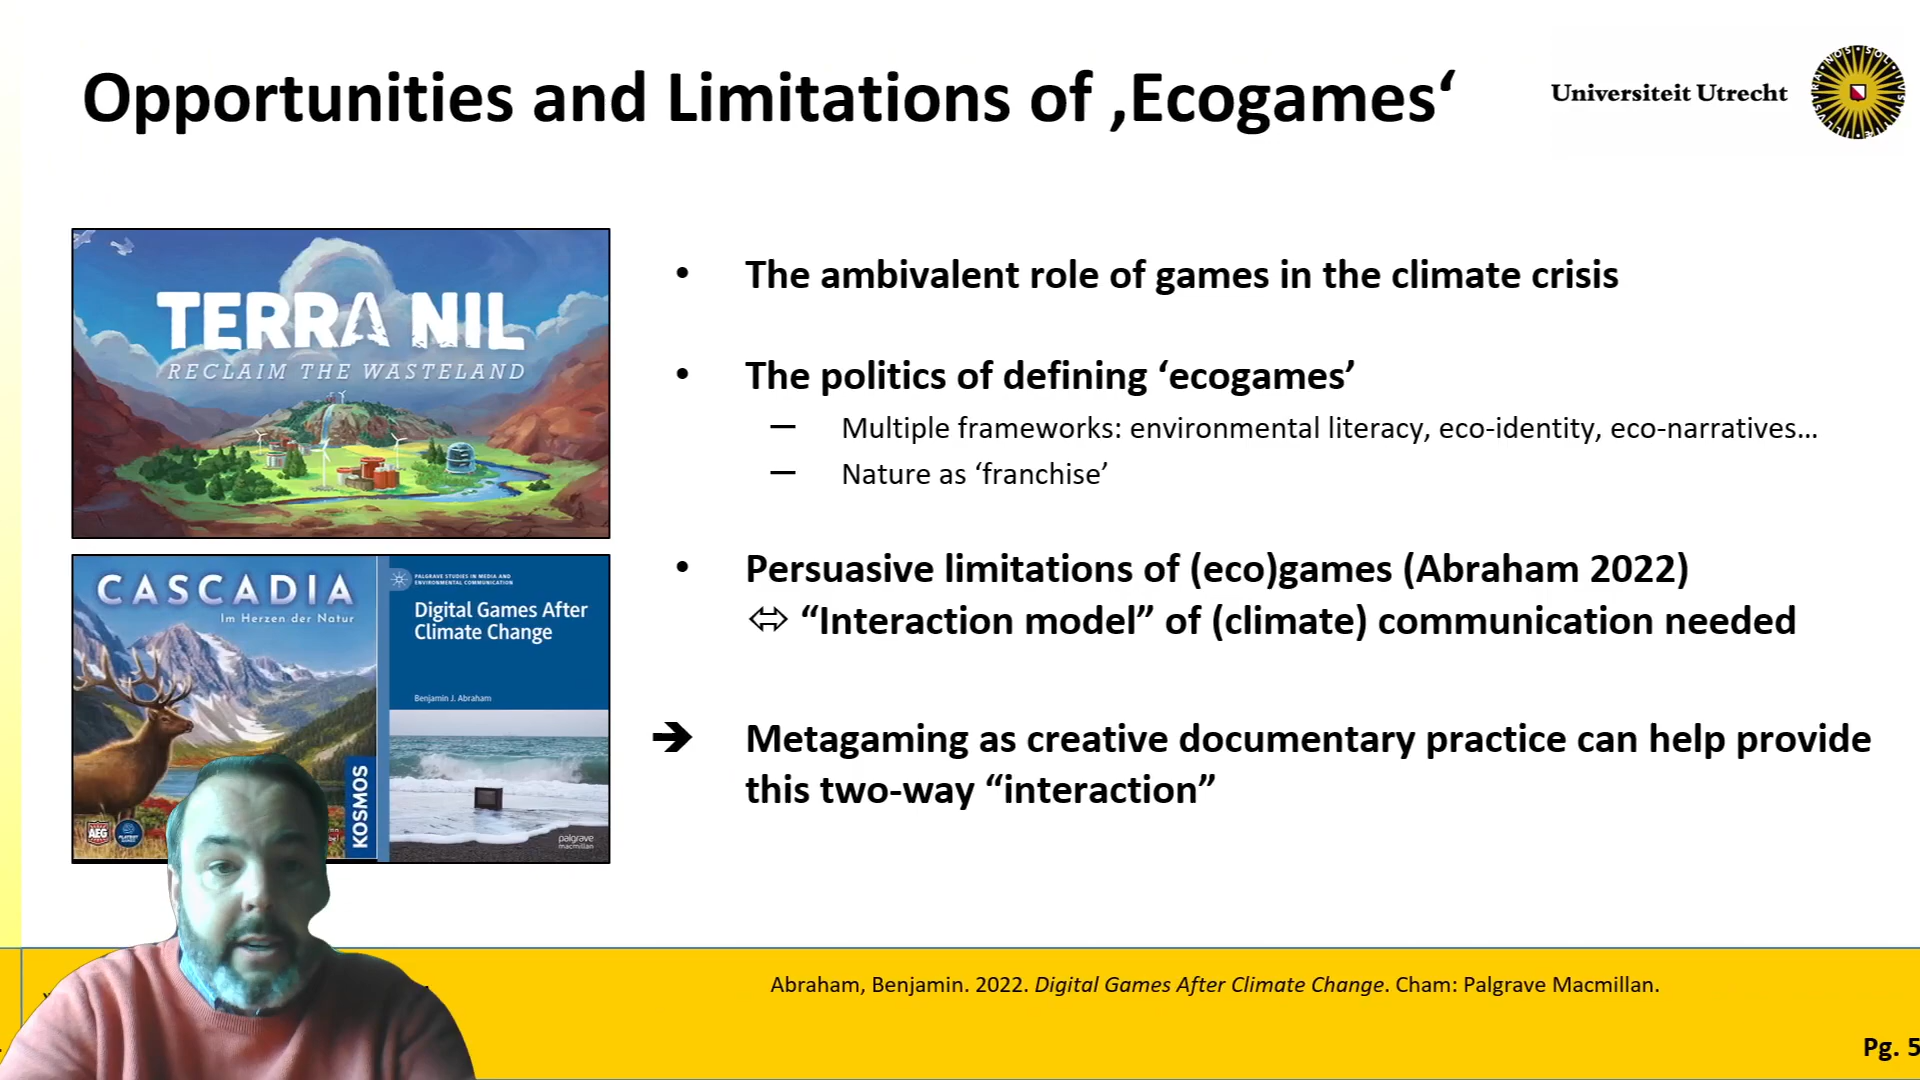 Opportunities and Limitations of ‚Ecogames‘
Universiteit Utrecht
TERRA NIL
RECLAIM THE WASTELAND
CASCADIA
Im Herzen der Natur
KOSMOS
AEG
PALGRAVE STUDIES IN MEDIA AND
ENVIRONMENTAL COMMUNICATION
Digital Games After
Climate Change
Benjamin J. Abraham
palgrave
macmillan
• The ambivalent role of games in the climate crisis
• The politics of defining ‘ecogames’
— Multiple frameworks: environmental literacy, eco-identity, eco-narratives...
— Nature as ‘franchise’
• Persuasive limitations of (eco)games (Abraham 2022)
⬄ “Interaction model” of (climate) communication needed
➔ Metagaming as creative documentary practice can help provide
this two-way “interaction”
Abraham, Benjamin. 2022. Digital Games After Climate Change. Cham: Palgrave Macmillan.
Pg. 5